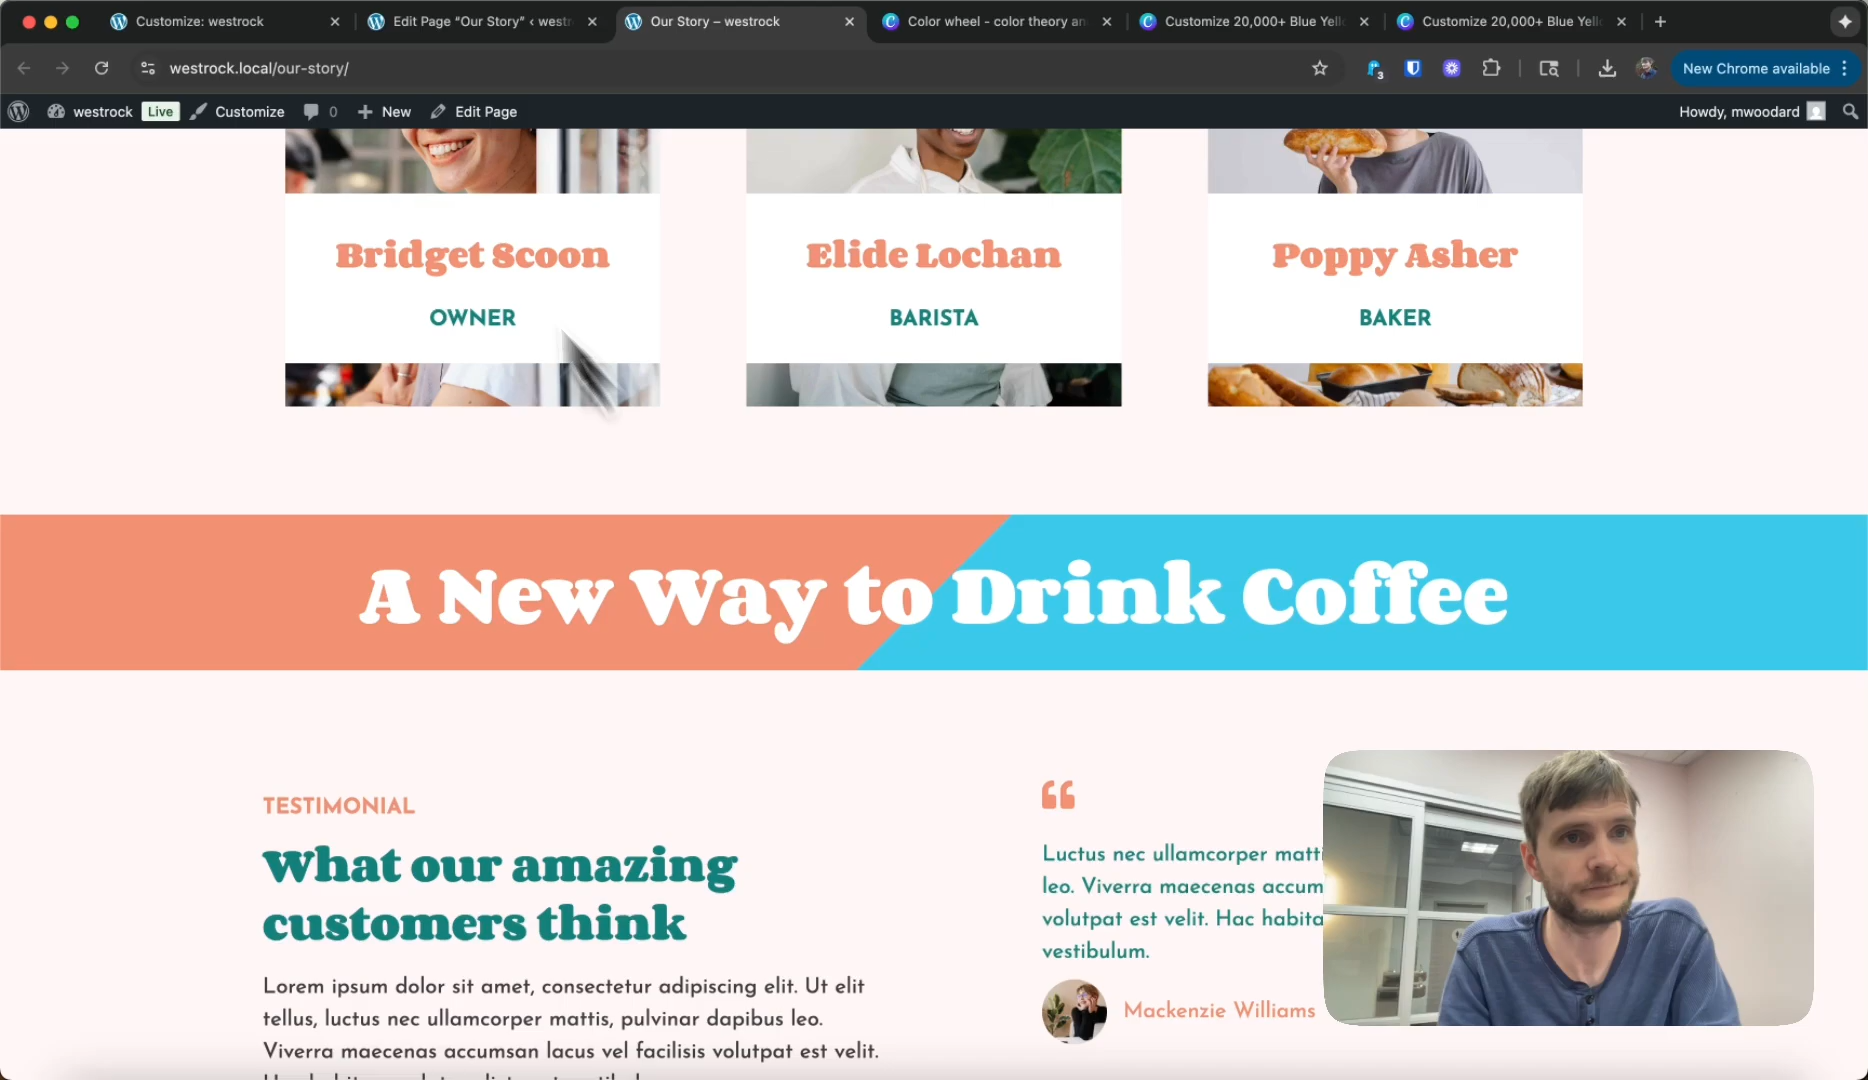 Customize: westrock
Edit Page “Our Story” ‹ westr
Our Story – westrock
Color wheel - color theory an
Customize 20,000+ Blue Yell
Customize 20,000+ Blue Yell
westrock.local/our-story/
3
New Chrome available
westrock
Live
Customize
0
New
Edit Page
Howdy, mwoodard
Bridget Scoon
OWNER
Elide Lochan
BARISTA
Poppy Asher
BAKER
A New Way to Drink Coffee
TESTIMONIAL
What our amazing
customers think
Lorem ipsum dolor sit amet, consectetur adipiscing elit. Ut elit
tellus, luctus nec ullamcorper mattis, pulvinar dapibus leo.
Viverra maecenas accumsan lacus vel facilisis volutpat est velit.
Luctus nec ullamcorper matti
leo. Viverra maecenas accum
volutpat est velit. Hac habita
vestibulum.
Mackenzie Williams